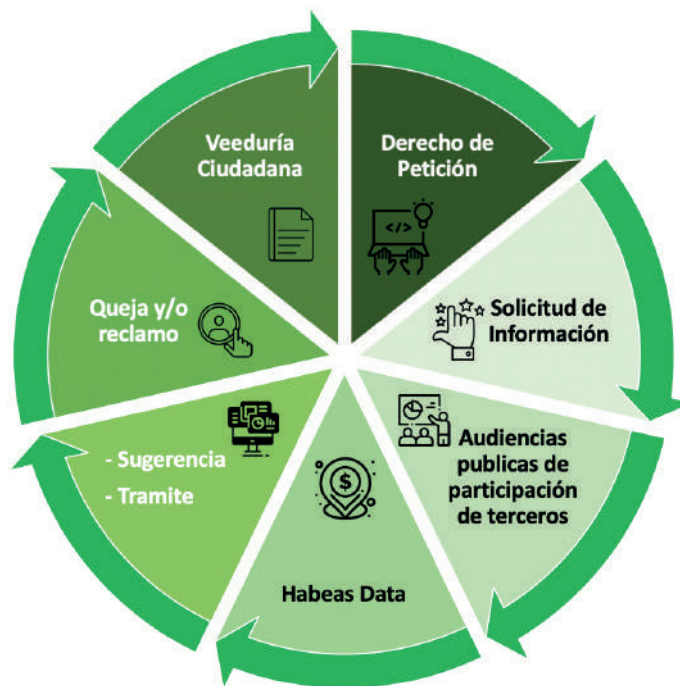 Derecho de
Petición
</>
Solicitud de
Información
Audiencias
publicas de
participación
de terceros
$
Habeas Data
- Sugerencia
- Tramite
Queja y/o
reclamo
Veeduría
Ciudadana